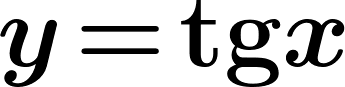 y = tgx